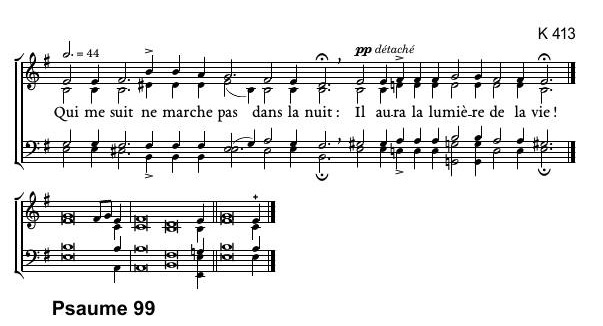 K 413
𝅗𝅥. = 44
pp détaché
Qui me suit ne marche pas dans la nuit : Il au-ra la lumiè-re de la vie !
Psaume 99